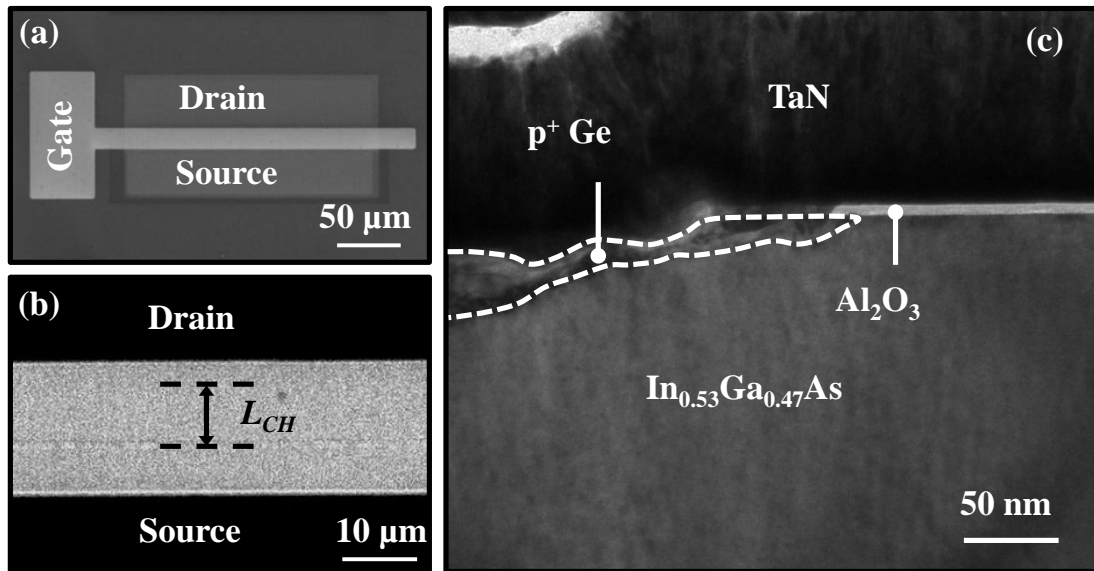 (a)
Drain
Gate
Source
50 µm
(b)
Drain
L_CH
Source
10 µm
(c)
TaN
p⁺ Ge
Al₂O₃
In₀.₅₃Ga₀.₄₇As
50 nm